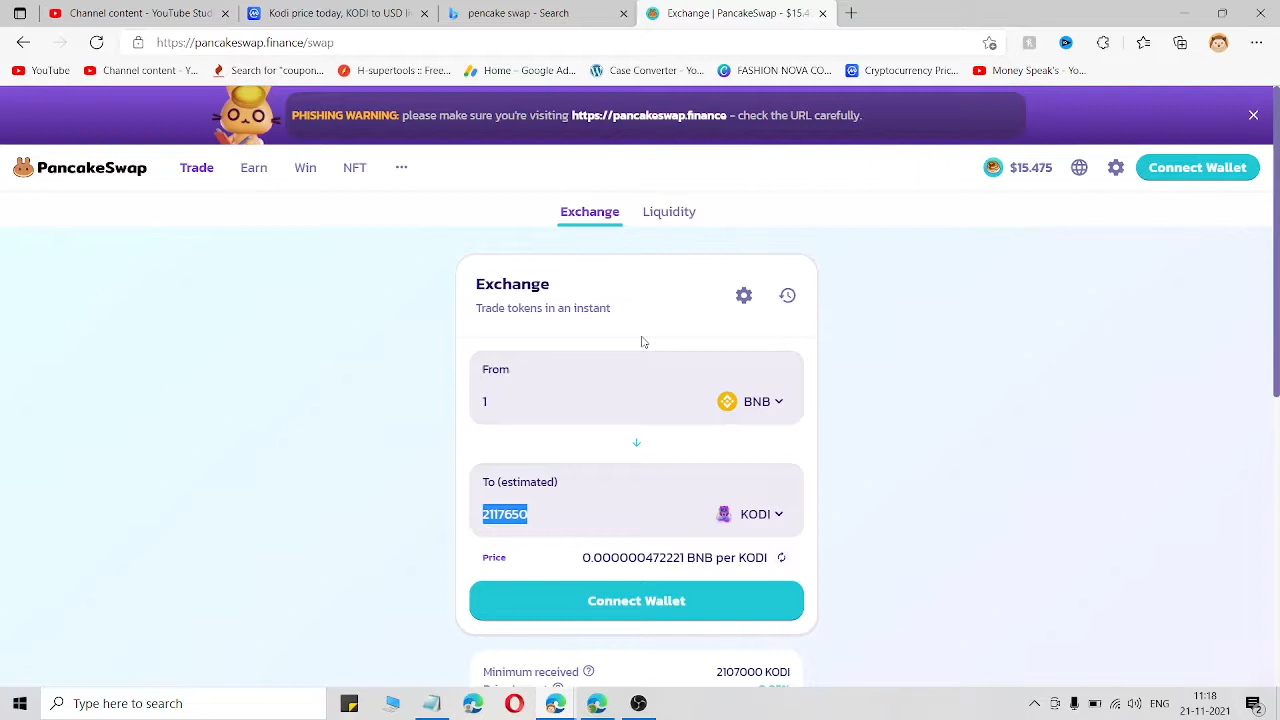 Channel content - YouTube Studio
Kodi price today, KODI to USD li
pancake swap - Search
Exchange | PancakeSwap - $15.4
https://pancakeswap.finance/swap
YouTube
Channel content - Y...
Search (Coupon...
H-supertools :: Free...
Home – Google Ad...
Case Converter - Yo...
FASHION NOVA CO...
Cryptocurrency Pric...
Money Speak's - Yo...
PHISHING WARNING: please make sure you're visiting https://pancakeswap.finance - check the URL carefully.
PancakeSwap
Trade
Earn
Win
NFT
$15.475
Connect Wallet
Exchange
Liquidity
Exchange
Trade tokens in an instant
From
1
BNB
To (estimated)
2117650
KODI
Price
0.000000472221 BNB per KODI
Connect Wallet
Minimum received
2107000 KODI
Type here to search
ENG
11:18
21-11-2021
2